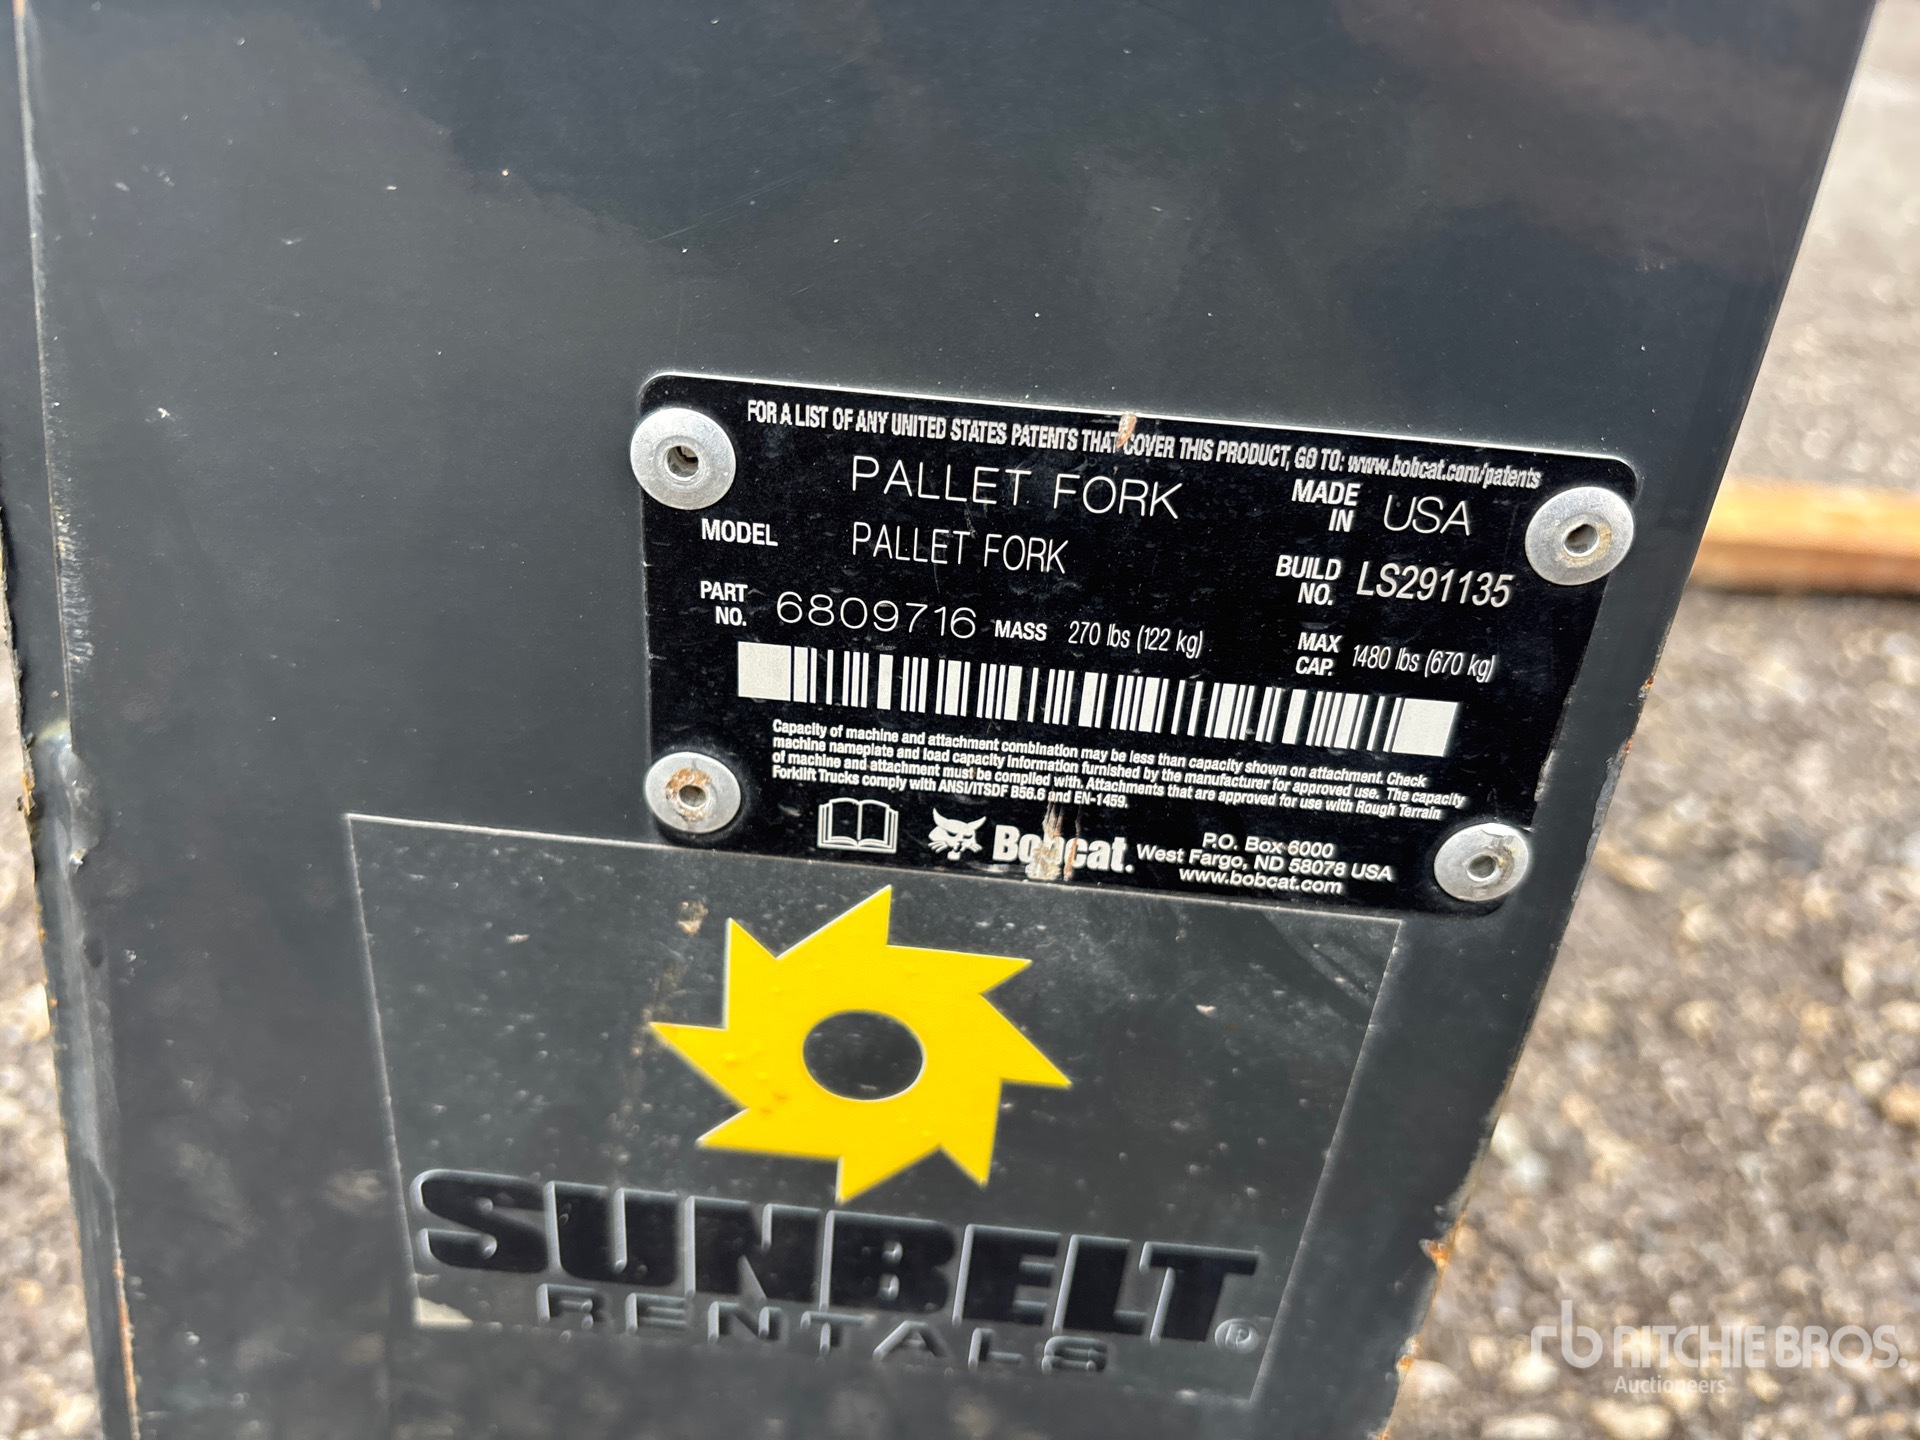 FOR A LIST OF ANY UNITED STATES PATENTS THAT COVER THIS PRODUCT, GO TO: www.bobcat.com/patents
PALLET FORK
MADE IN USA
MODEL PALLET FORK
BUILD NO. LS291135
PART NO. 6809716 MASS 270 lbs (122 kg)
MAX CAP. 1480 lbs (670 kg)
Capacity of machine and attachment combination may be less than capacity shown on attachment. Check
machine nameplate and load capacity information furnished by the manufacturer for approved use. The capacity
of machine and attachment must be complied with. Attachments that are approved for use with Rough Terrain
Forklift Trucks comply with ANSI/ITSDF B56.6 and EN-1459.
Bobcat.
P.O. Box 6000
West Fargo, ND 58078 USA
www.bobcat.com
SUNBELT®
RENTALS
rb RITCHIE BROS.
Auctioneers